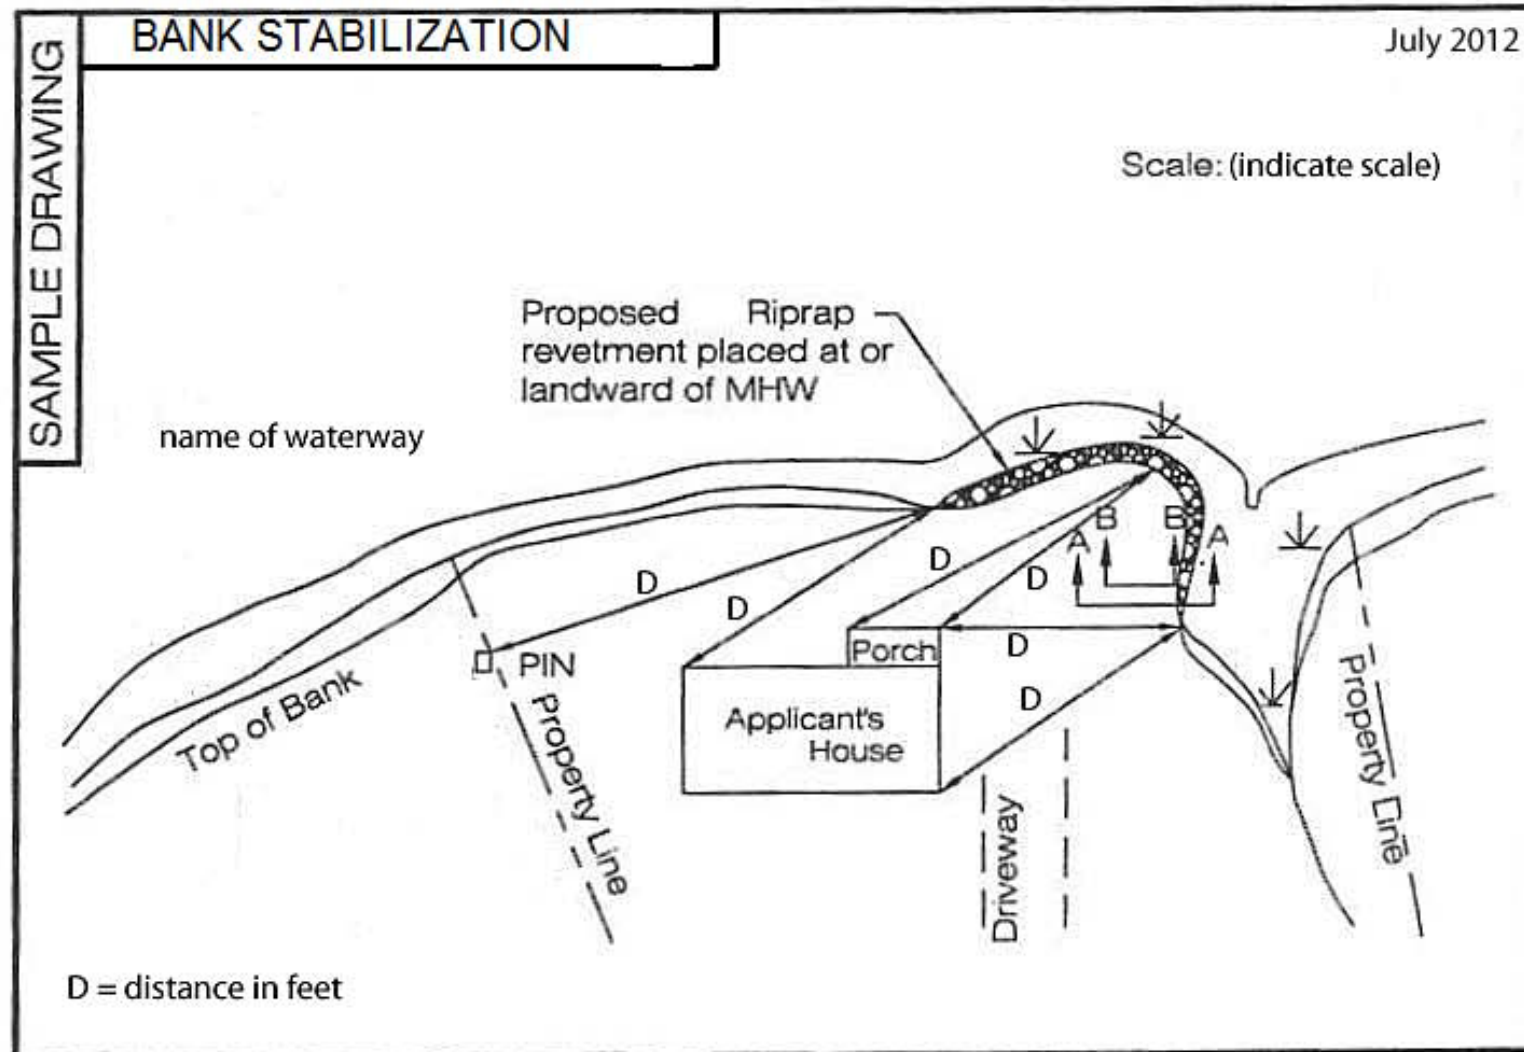 BANK STABILIZATION
July 2012
SAMPLE DRAWING
Scale: (indicate scale)
Proposed Riprap
revetment placed at or
landward of MHW
name of waterway
B B
A A
D
D
D
D
D
D
PIN
Porch
Top of Bank
Property Line
Applicant's
House
Property Line
Driveway
D = distance in feet